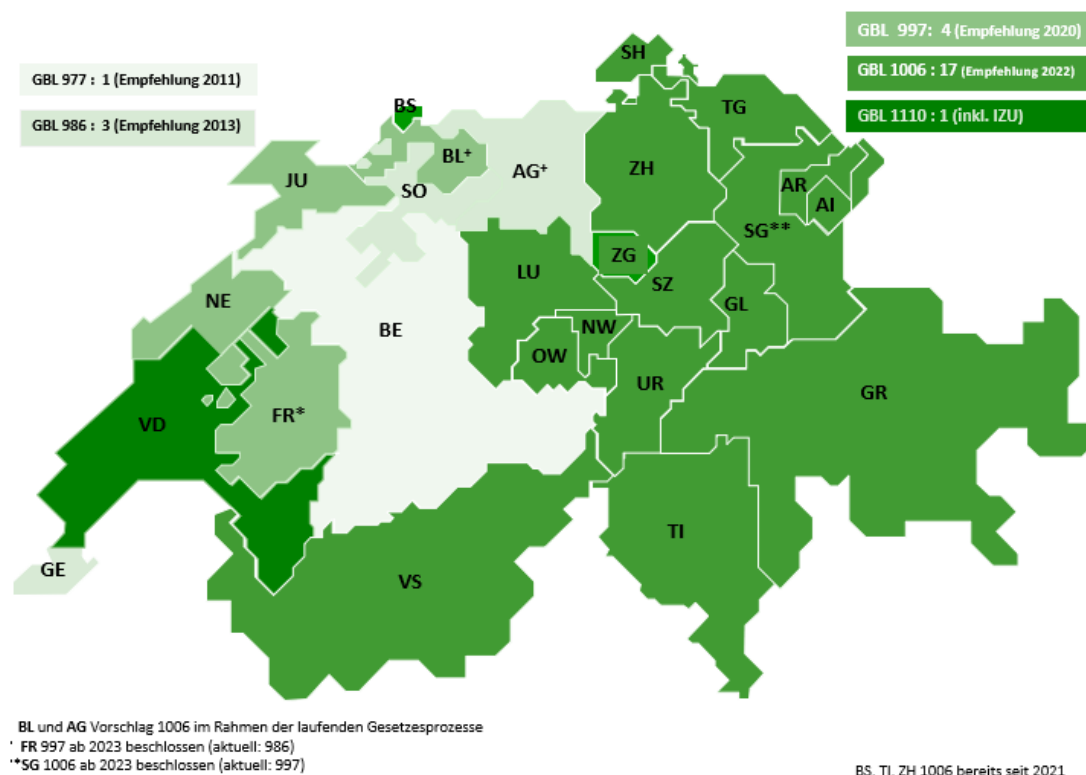 GBL 997: 4 (Empfehlung 2020)
GBL 977 : 1 (Empfehlung 2011)
GBL 1006 : 17 (Empfehlung 2022)
GBL 986 : 3 (Empfehlung 2013)
GBL 1110 : 1 (inkl. IZU)
SH
BS
TG
BL+
ZH
JU
SO
AG+
AR
AI
SG**
ZG
LU
SZ
NE
GL
BE
NW
OW
UR
GR
FR*
VD
TI
GE
VS
BL und AG Vorschlag 1006 im Rahmen der laufenden Gesetzesprozesse
' FR 997 ab 2023 beschlossen (aktuell: 986)
'*SG 1006 ab 2023 beschlossen (aktuell: 997)
BS, TI, ZH 1006 bereits seit 2021